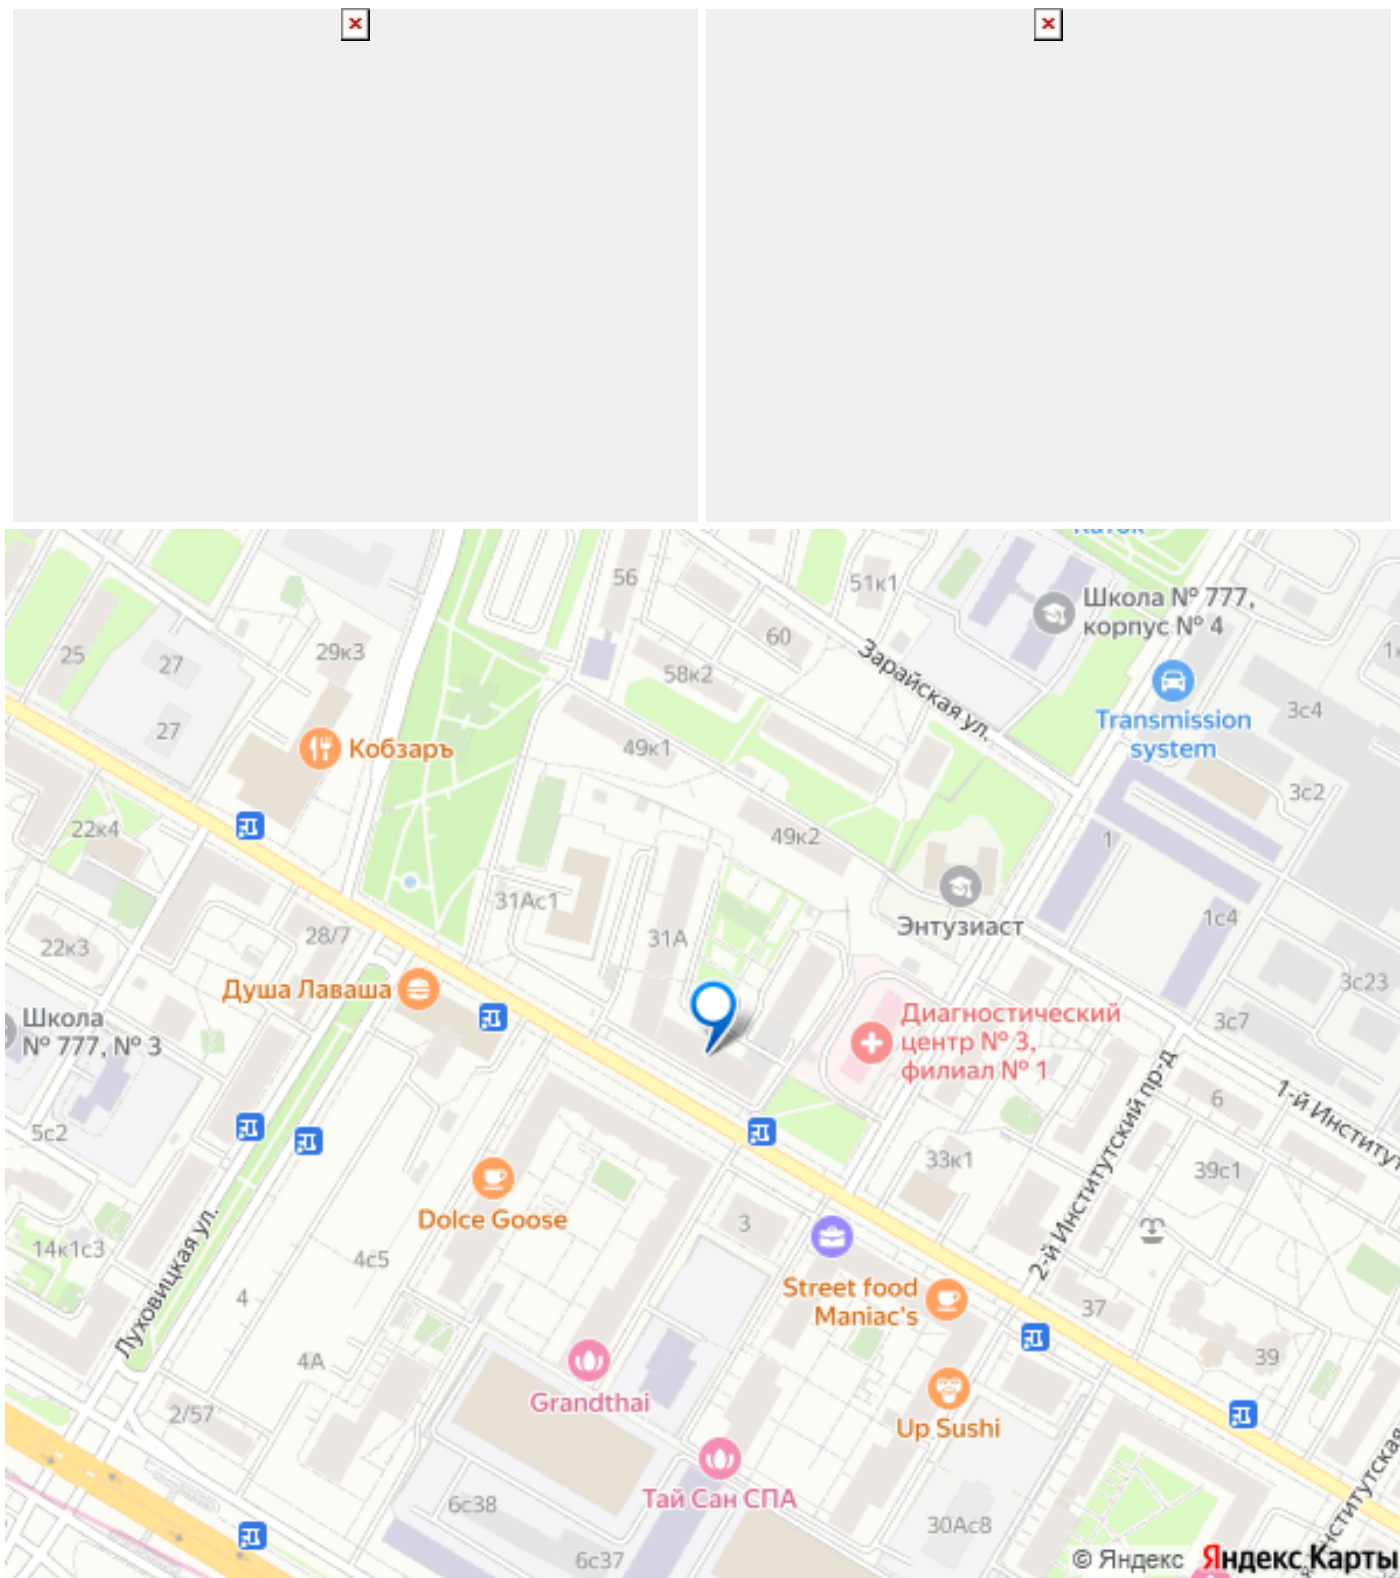 Каток
56
51к1
Школа № 777,
корпус № 4
60
29к3
25
27
58к2
Зарайская ул.
3с4
27
Transmission
system
Кобзаръ
49к1
3с2
22к4
49к2
1
31Ас1
Энтузиаст
1с4
28/7
31А
22к3
3с23
Душа Лаваша
Диагностический
центр № 3,
филиал № 1
3с7
Школа
№ 777, № 3
6
1-й Институт
5с2
2-й Институтский пр-д
33к1
39с1
Dolce Goose
3
14к1с3
4с5
Луховицкая ул.
Street food
Maniac's
4
37
4А
39
Grandthai
2/57
Up Sushi
Тай Сан СПА
6с38
30Ас8
6с37
нститутская
© Яндекс Яндекс Карты